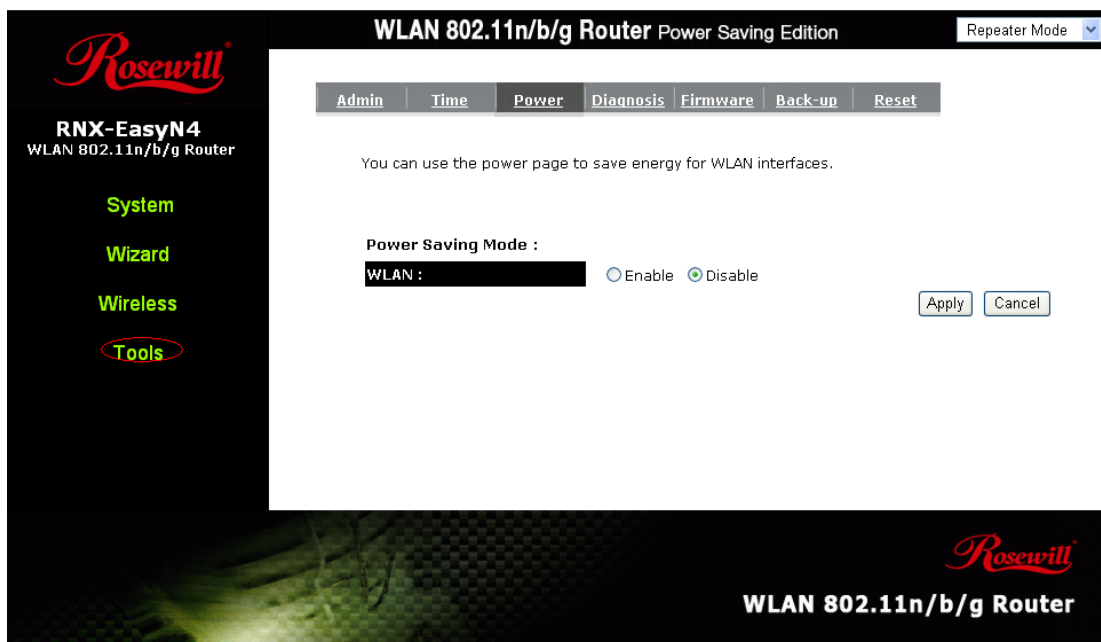 WLAN 802.11n/b/g Router Power Saving Edition
Repeater Mode
Rosewill
RNX-EasyN4
WLAN 802.11n/b/g Router
System
Wizard
Wireless
Tools
Admin Time Power Diagnosis Firmware Back-up Reset
You can use the power page to save energy for WLAN interfaces.
Power Saving Mode :
WLAN : Enable Disable
Apply Cancel
Rosewill
WLAN 802.11n/b/g Router